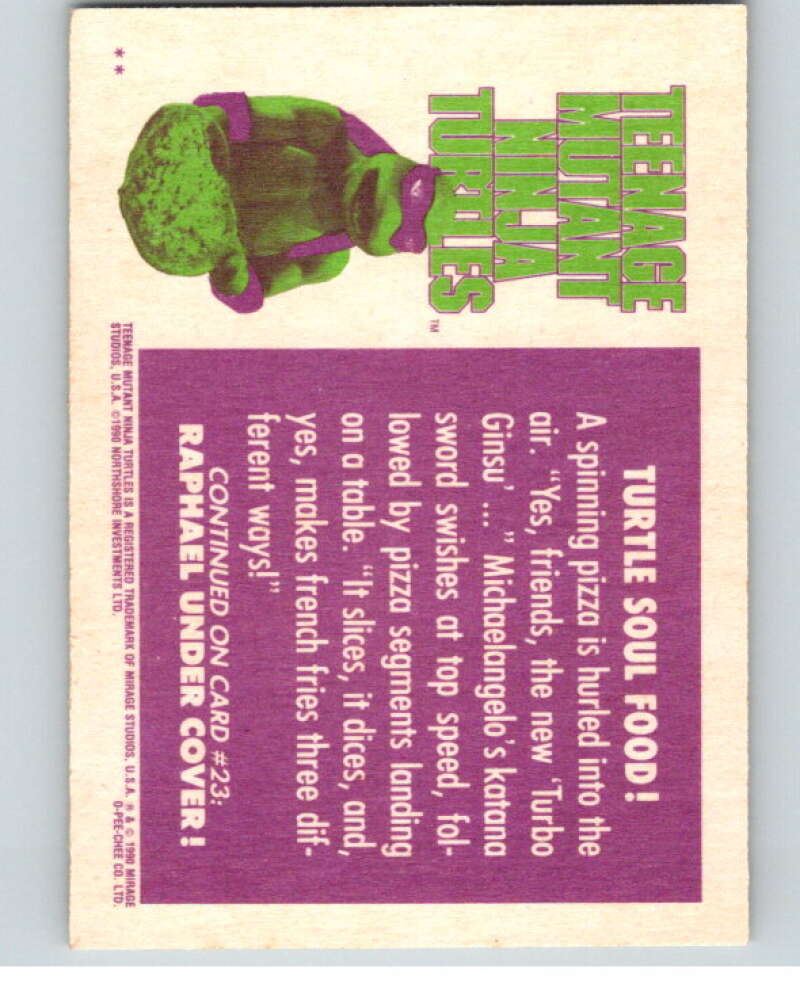 **
TEENAGE
MUTANT
NINJA
TURTLES™
TURTLE SOUL FOOD!
A spinning pizza is hurled into the
air. “Yes, friends, the new ‘Turbo
Ginsu’ ... ” Michaelangelo’s katana
sword swishes at top speed, fol-
lowed by pizza segments landing
on a table. “It slices, it dices, and,
yes, makes french fries three dif-
ferent ways!”
CONTINUED ON CARD #23:
RAPHAEL UNDER COVER!
TEENAGE MUTANT NINJA TURTLES IS A REGISTERED TRADEMARK OF MIRAGE STUDIOS, U.S.A. ® & © 1990 MIRAGE
STUDIOS, U.S.A. ©1990 NORTHSHORE INVESTMENTS LTD. O-PEE-CHEE CO. LTD.